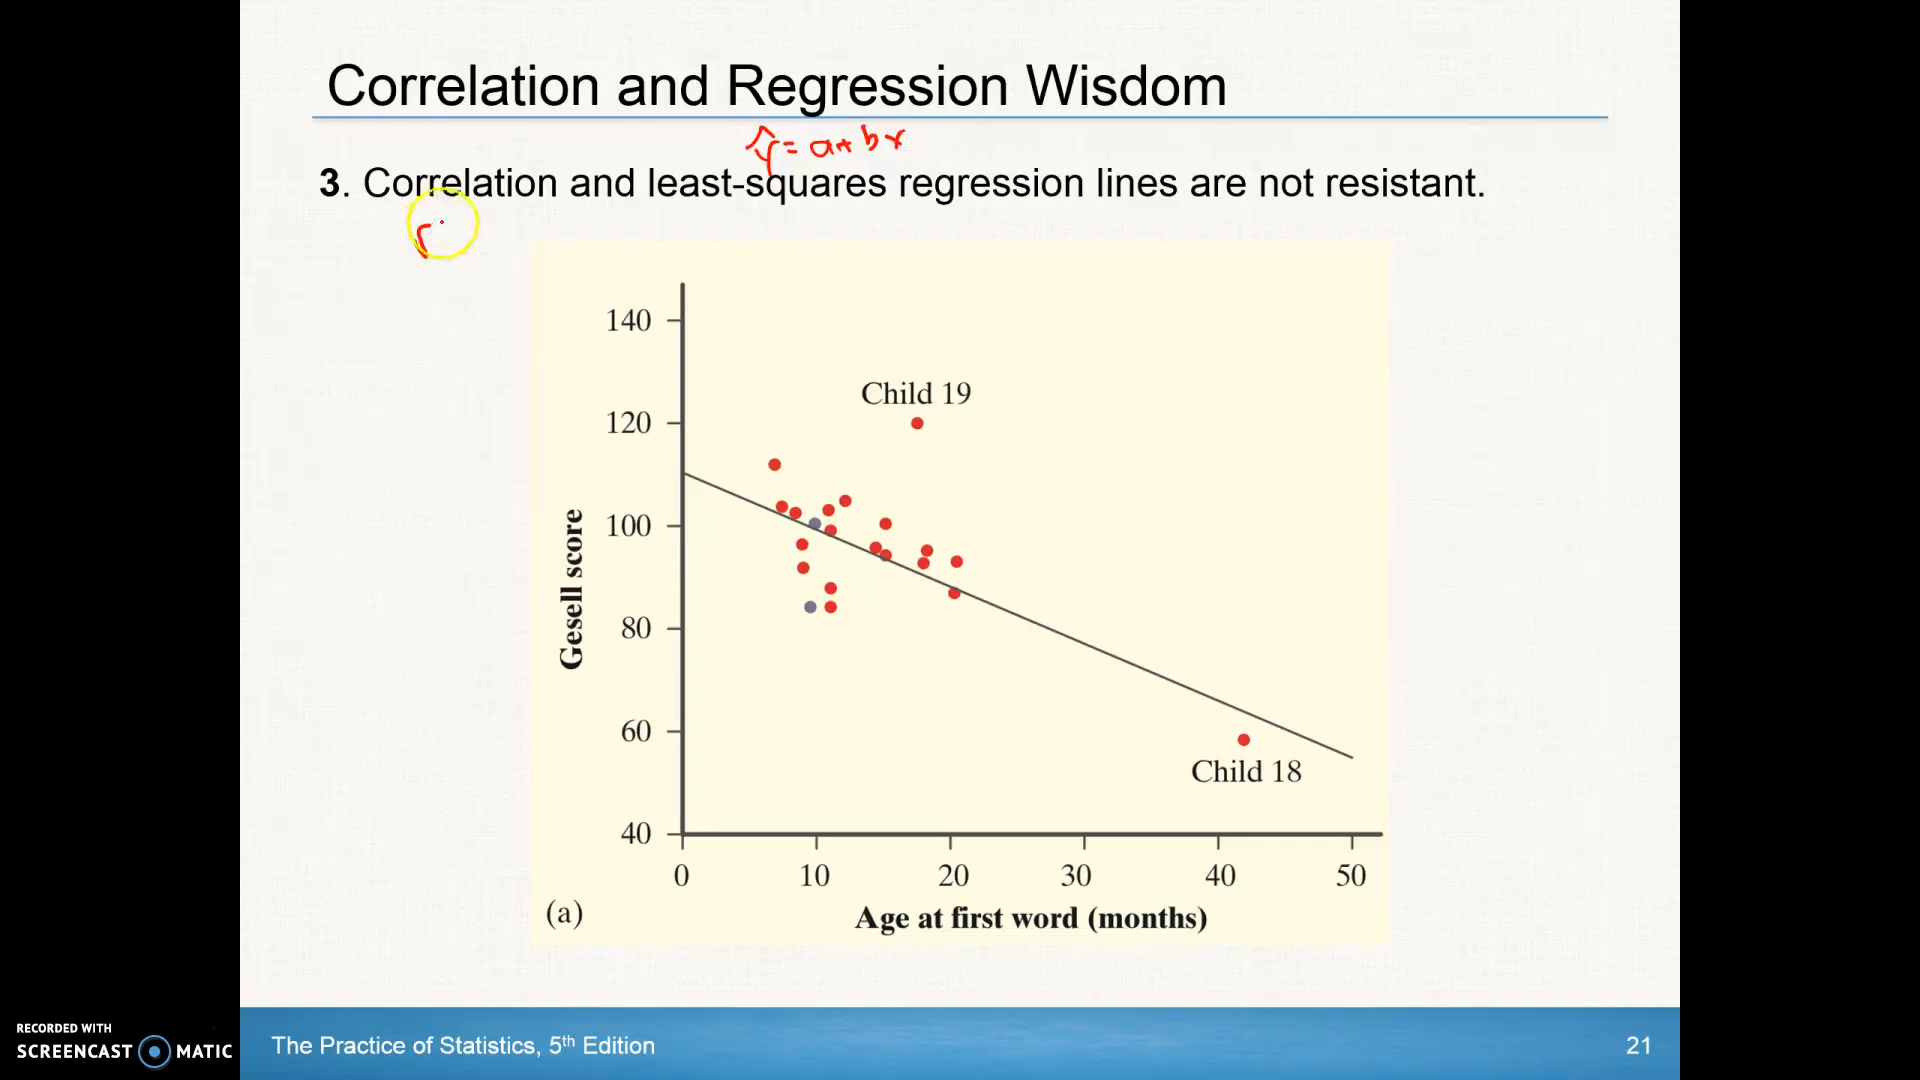 Correlation and Regression Wisdom
ŷ = a + bx
3. Correlation and least-squares regression lines are not resistant.
r
140
Child 19
120
100
Gesell score
80
60
Child 18
40
0 10 20 30 40 50
(a) Age at first word (months)
RECORDED WITH
SCREENCAST MATIC
The Practice of Statistics, 5th Edition
21